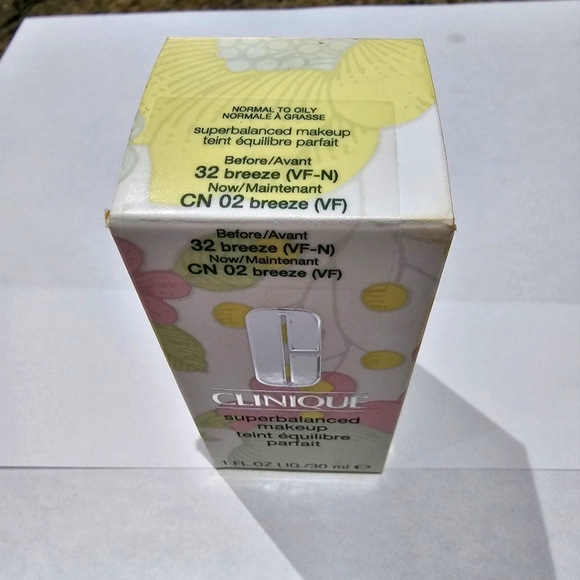 NORMAL TO OILY
NORMALE À GRASSE
superbalanced makeup
teint équilibre parfait
Before/Avant
32 breeze (VF-N)
Now/Maintenant
CN 02 breeze (VF)
Before/Avant
32 breeze (VF-N)
Now/Maintenant
CN 02 breeze (VF)
CLINIQUE
superbalanced
makeup
teint équilibre
parfait
1 FL.OZ.LIQ./30 ml ℮